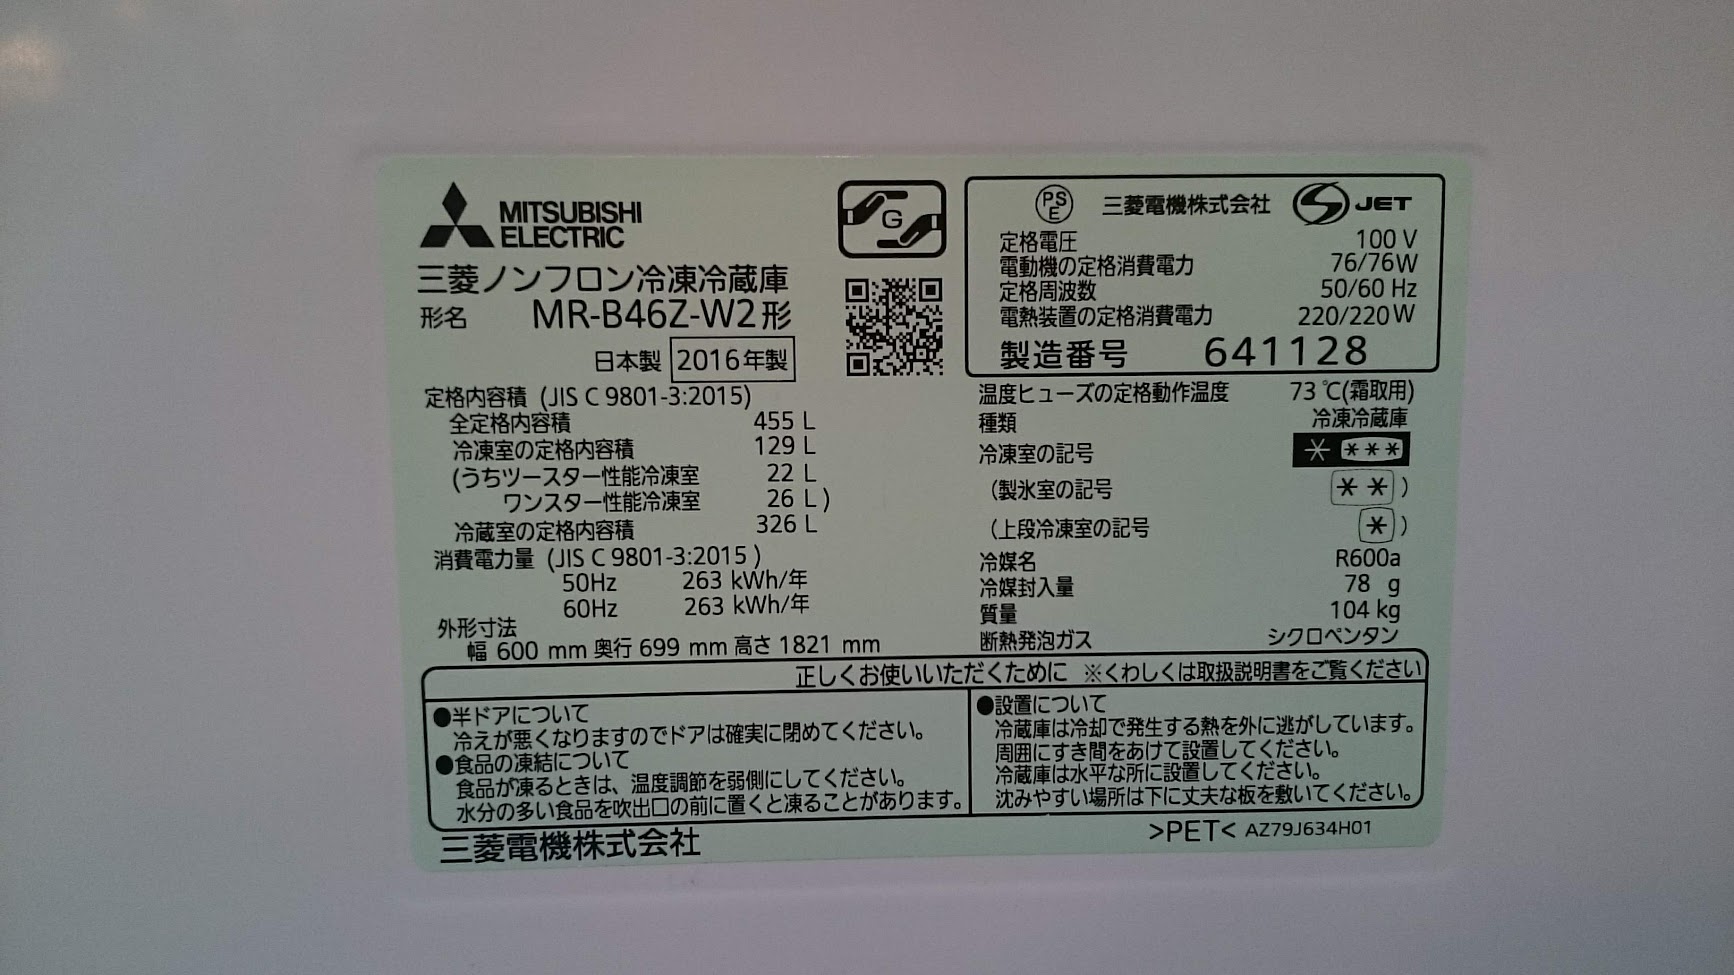 MITSUBISHI
ELECTRIC
三菱ノンフロン冷凍冷蔵庫
形名 MR-B46Z-W2形
日本製 2016年製
定格内容積 (JIS C 9801-3:2015)
全定格内容積 455 L
冷凍室の定格内容積 129 L
(うちツースター性能冷凍室 22 L
ワンスター性能冷凍室 26 L)
冷蔵室の定格内容積 326 L
消費電力量 (JIS C 9801-3:2015)
50Hz 263 kWh/年
60Hz 263 kWh/年
外形寸法
幅 600 mm 奥行 699 mm 高さ 1821 mm
G
PS
E 三菱電機株式会社 JET
定格電圧 100 V
電動機の定格消費電力 76/76W
定格周波数 50/60 Hz
電熱装置の定格消費電力 220/220W
製造番号 641128
温度ヒューズの定格動作温度 73℃(霜取用)
種類 冷凍冷蔵庫
冷凍室の記号 * ***
(製氷室の記号 **)
(上段冷凍室の記号 *)
冷媒名 R600a
冷媒封入量 78 g
質量 104 kg
断熱発泡ガス シクロペンタン
正しくお使いいただくために ※くわしくは取扱説明書をご覧ください
●半ドアについて
冷えが悪くなりますのでドアは確実に閉めてください。
●食品の凍結について
食品が凍るときは、温度調節を弱側にしてください。
水分の多い食品を吹出口の前に置くと凍ることがあります。
●設置について
冷蔵庫は冷却で発生する熱を外に逃がしています。
周囲にすき間をあけて設置してください。
冷蔵庫は水平な所に設置してください。
沈みやすい場所は下に丈夫な板を敷いてください。
三菱電機株式会社
>PET< AZ79J634H01